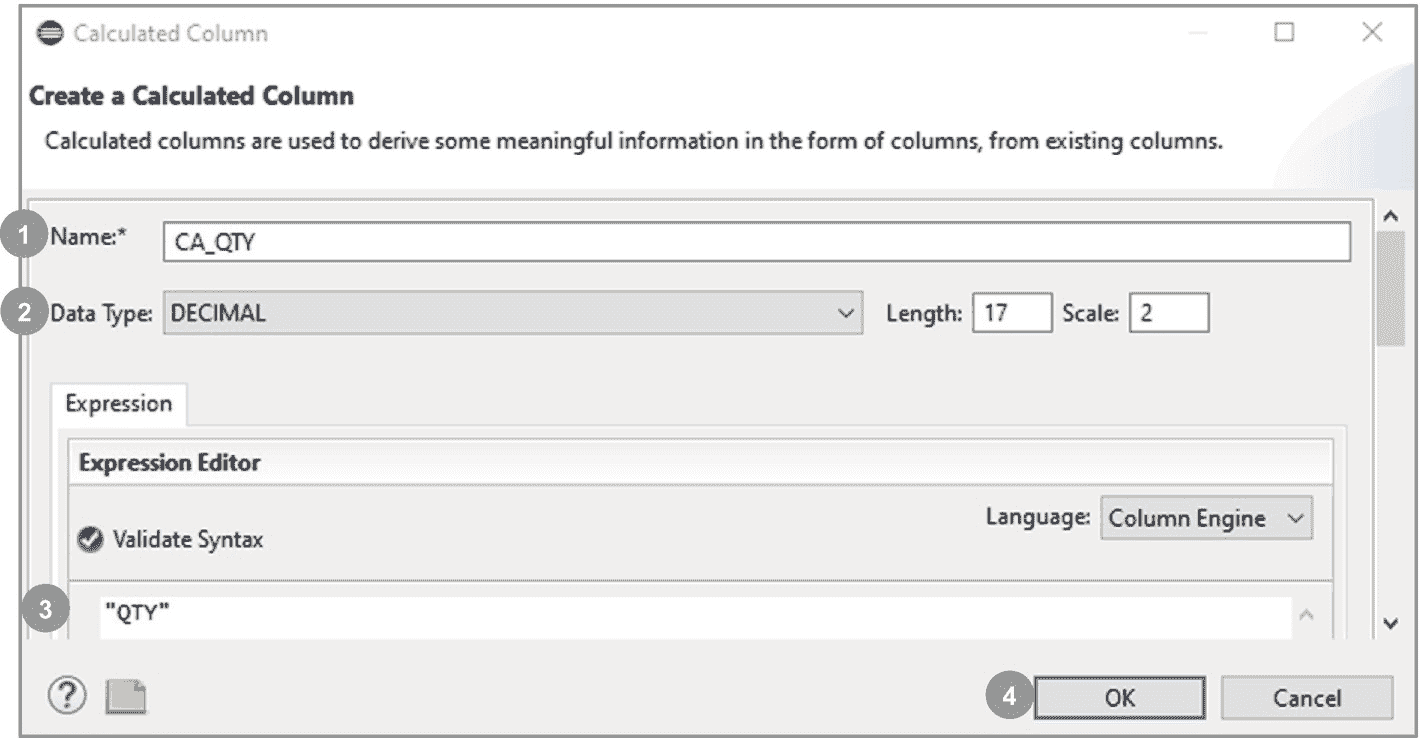 Calculated Column
Create a Calculated Column
Calculated columns are used to derive some meaningful information in the form of columns, from existing columns.
1 Name:* CA_QTY
2 Data Type: DECIMAL Length: 17 Scale: 2
Expression
Expression Editor
Language: Column Engine
Validate Syntax
3 "QTY"
? 4 OK Cancel